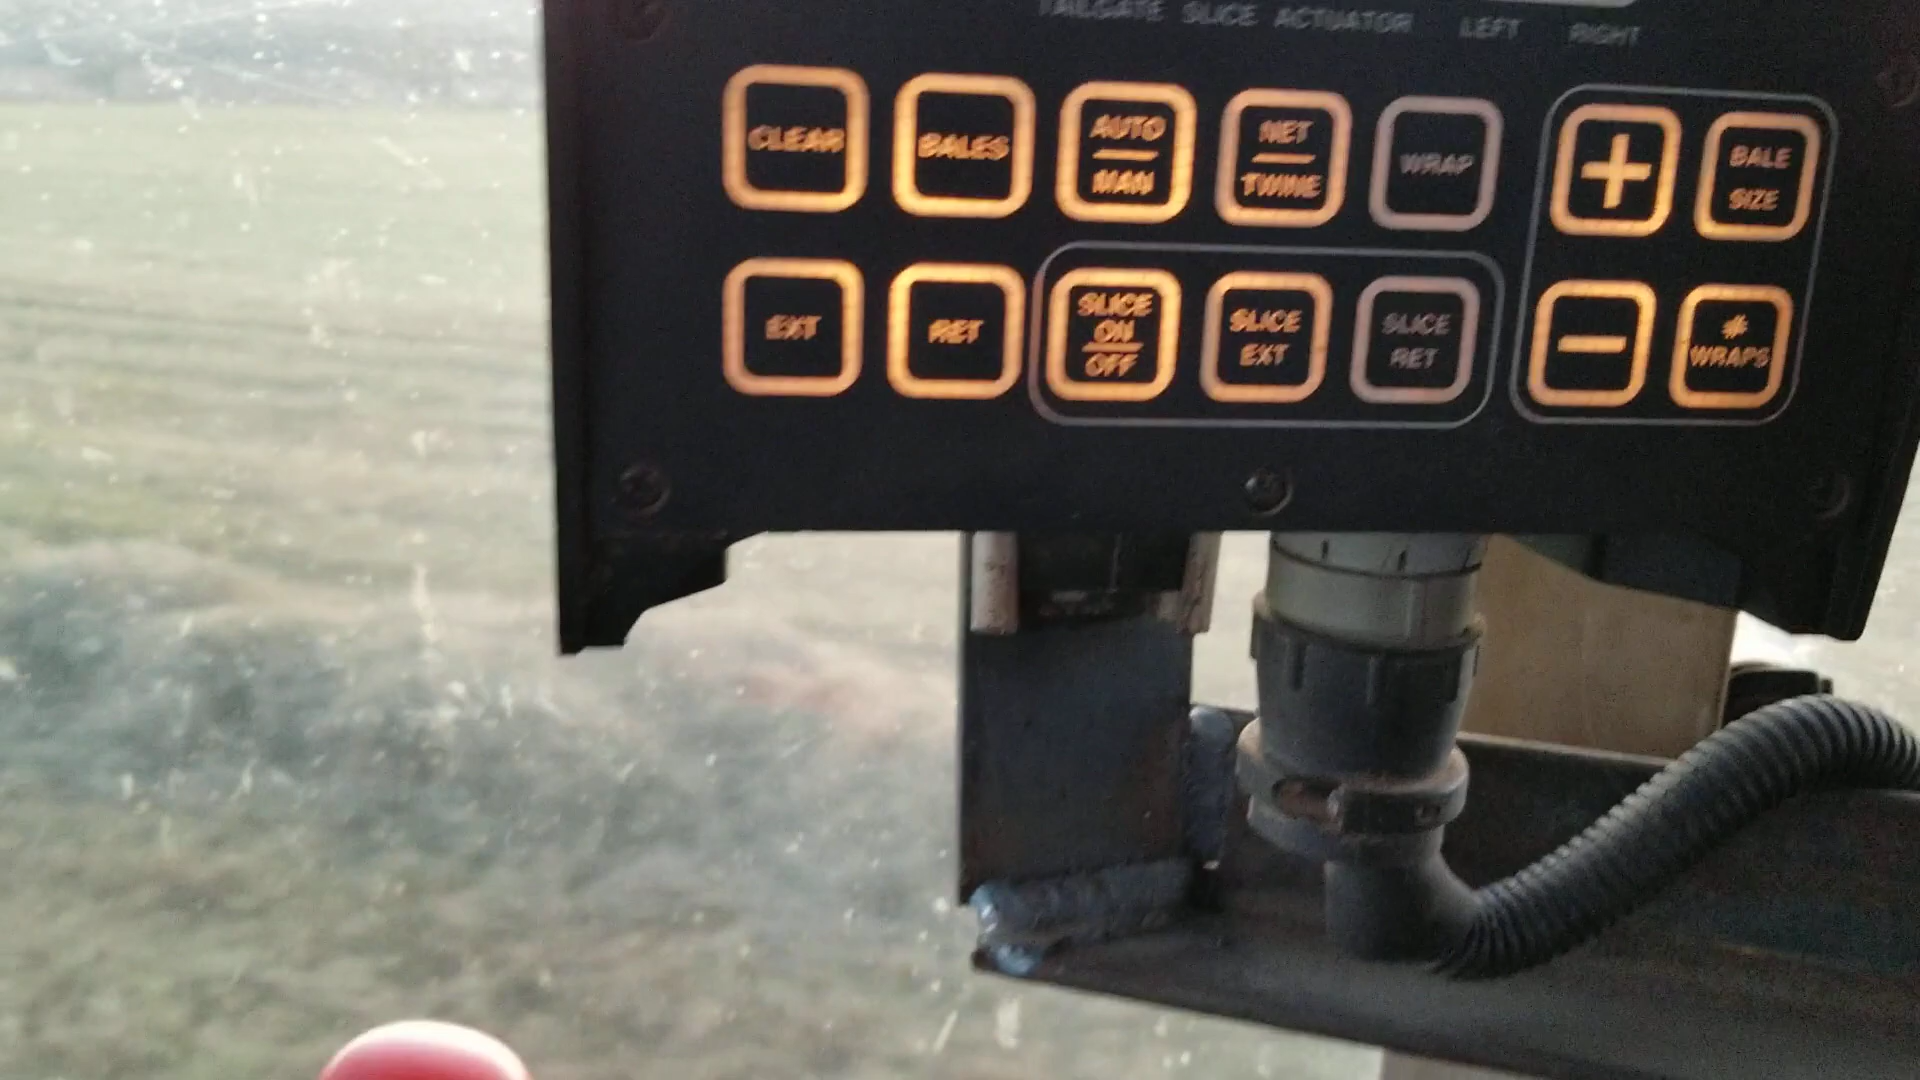 TAILGATE SLICE ACTUATOR LEFT RIGHT
CLEAR
BALES
AUTO
MAN
NET
TWINE
WRAP
+
BALE
SIZE
EXT
RET
SLICE
ON
OFF
SLICE
EXT
SLICE
RET
-
#
WRAPS